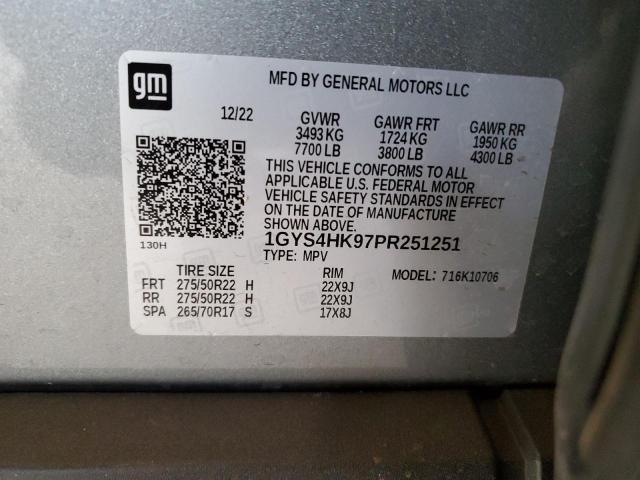 gm
MFD BY GENERAL MOTORS LLC
12/22 GVWR GAWR FRT GAWR RR
3493 KG 1724 KG 1950 KG
7700 LB 3800 LB 4300 LB
THIS VEHICLE CONFORMS TO ALL
APPLICABLE U.S. FEDERAL MOTOR
VEHICLE SAFETY STANDARDS IN EFFECT
ON THE DATE OF MANUFACTURE
SHOWN ABOVE.
1GYS4HK97PR251251
130H
TYPE: MPV
TIRE SIZE RIM MODEL: 716K10706
FRT 275/50R22 H 22X9J
RR 275/50R22 H 22X9J
SPA 265/70R17 S 17X8J